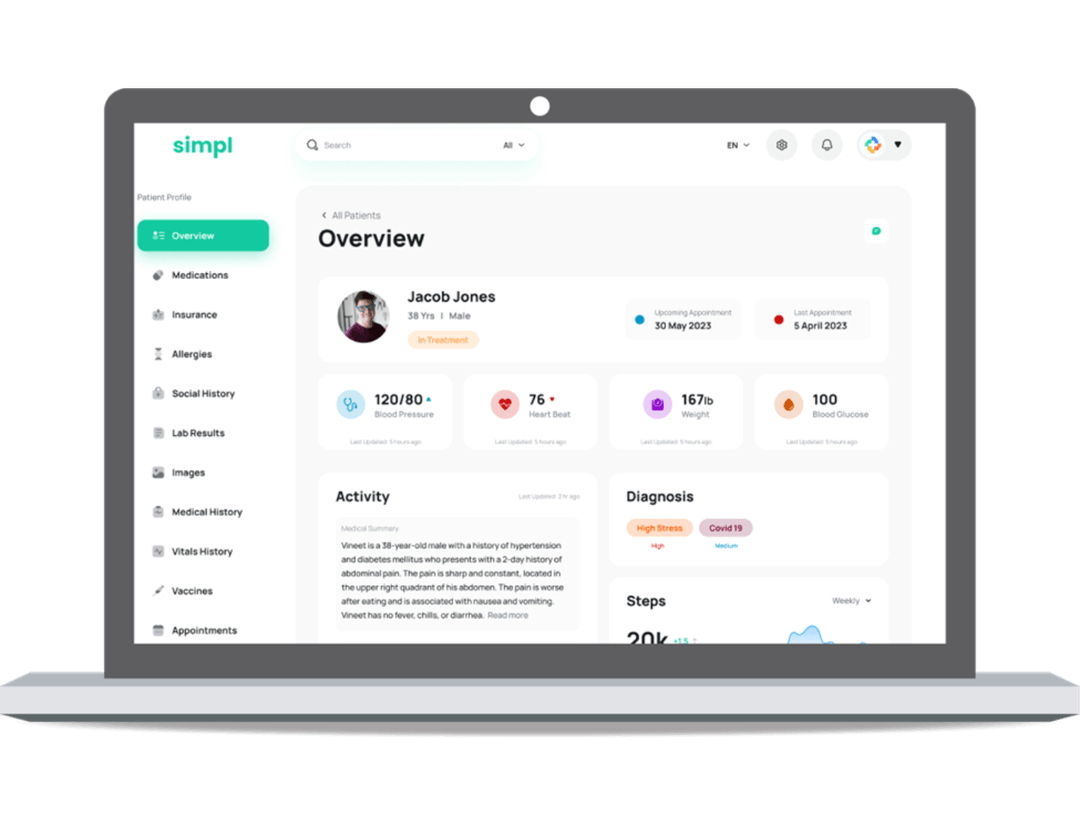 simpl
Search
All
EN
Patient Profile
Overview
Medications
Insurance
Allergies
Social History
Lab Results
Images
Medical History
Vitals History
Vaccines
Appointments
All Patients
Overview
Jacob Jones
38 Yrs | Male
In Treatment
Upcoming Appointment
30 May 2023
Last Appointment
5 April 2023
120/80
Blood Pressure
Last Updated: 5 hours ago
76
Heart Beat
Last Updated: 5 hours ago
167lb
Weight
Last Updated: 5 hours ago
100
Blood Glucose
Last Updated: 5 hours ago
Activity
Last Updated: 2 hr ago
Medical Summary
Vineet is a 38-year-old male with a history of hypertension
and diabetes mellitus who presents with a 2-day history of
abdominal pain. The pain is sharp and constant, located in
the upper right quadrant of his abdomen. The pain is worse
after eating and is associated with nausea and vomiting.
Vineet has no fever, chills, or diarrhea. Read more
Diagnosis
High Stress
High
Covid 19
Medium
Steps
Weekly
20k
+1.5